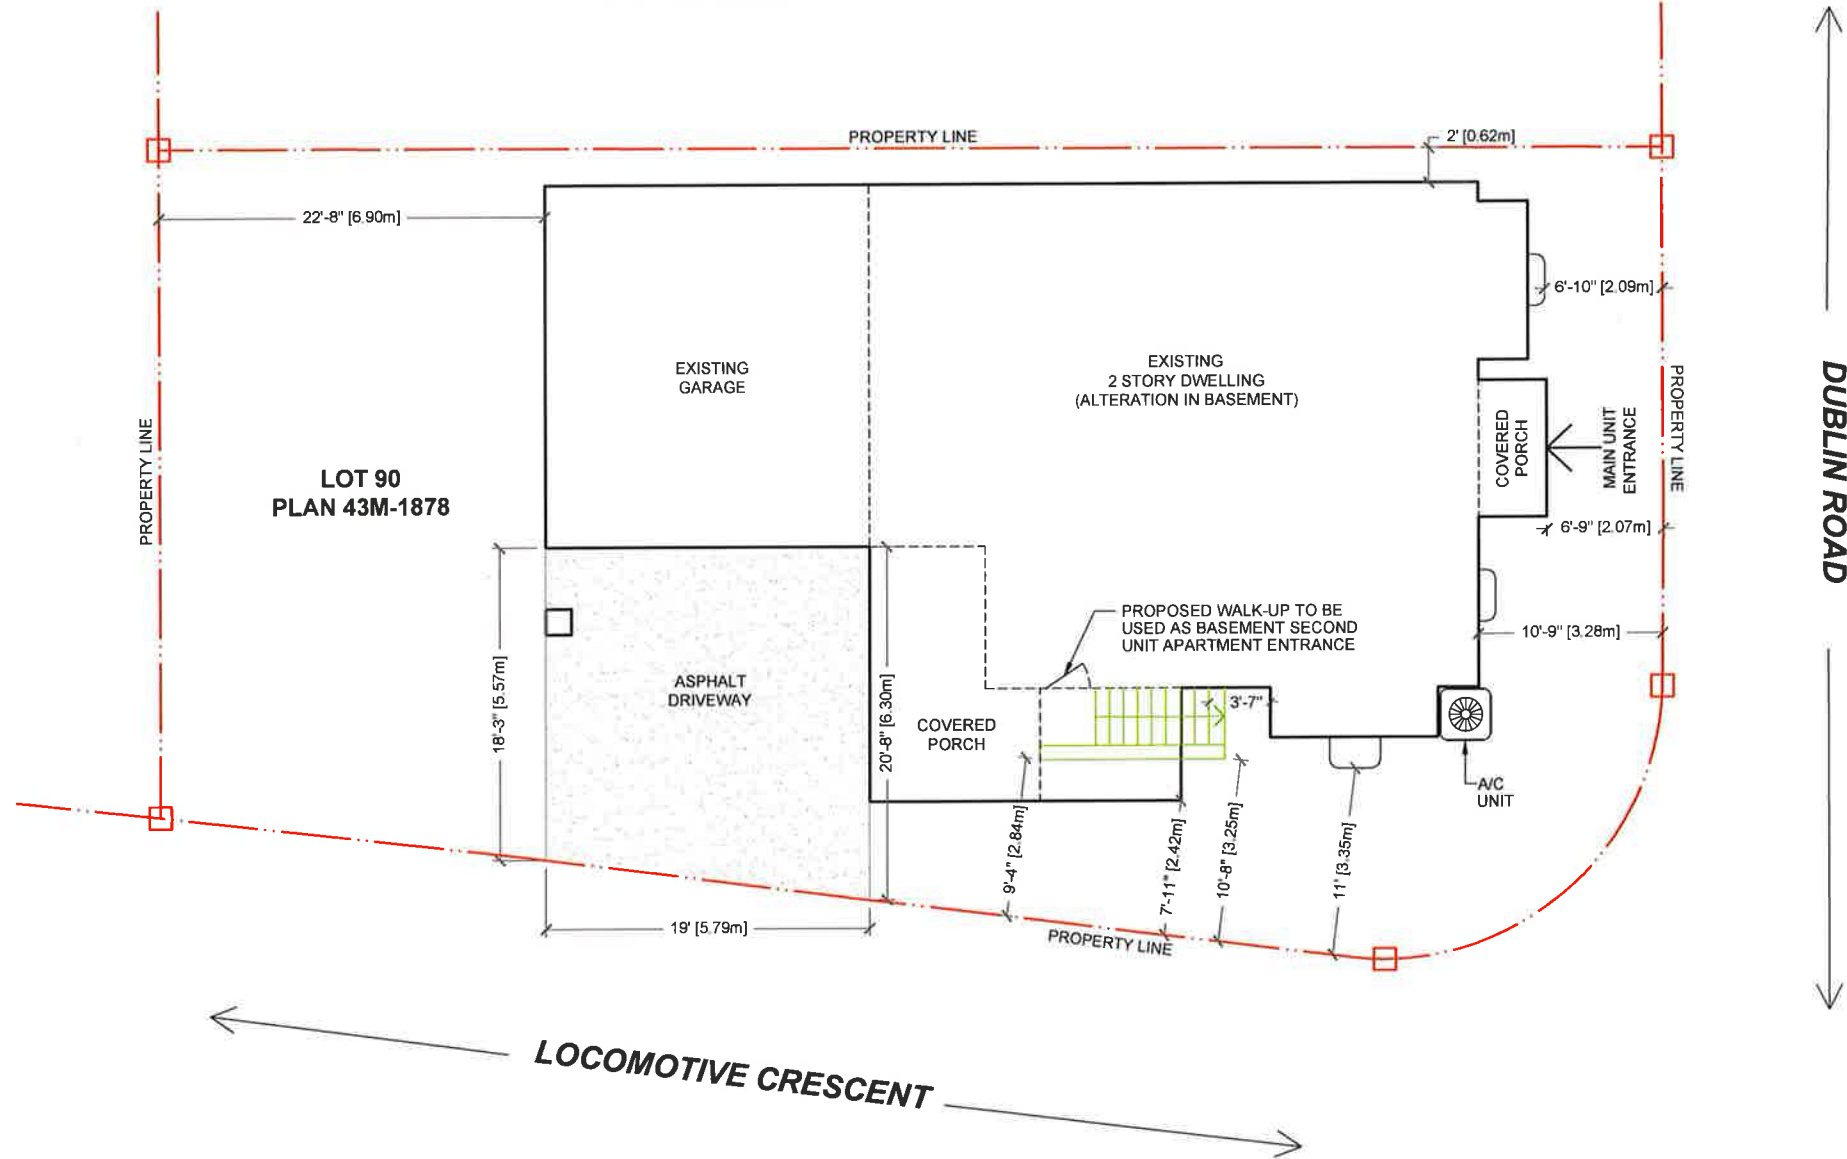 PROPERTY LINE
2' [0.62m]
22'-8" [6.90m]
6'-10" [2.09m]
EXISTING
GARAGE
EXISTING
2 STORY DWELLING
(ALTERATION IN BASEMENT)
COVERED
PORCH
MAIN UNIT
ENTRANCE
PROPERTY LINE
DUBLIN ROAD
PROPERTY LINE
LOT 90
PLAN 43M-1878
6'-9" [2.07m]
PROPOSED WALK-UP TO BE
USED AS BASEMENT SECOND
UNIT APARTMENT ENTRANCE
10'-9" [3.28m]
18'-3" [5.57m]
ASPHALT
DRIVEWAY
20'-8" [6.30m]
COVERED
PORCH
3'-7"
A/C
UNIT
9'-4" [2.84m]
7'-11" [2.42m]
10'-8" [3.25m]
11' [3.35m]
19' [5.79m]
PROPERTY LINE
LOCOMOTIVE CRESCENT